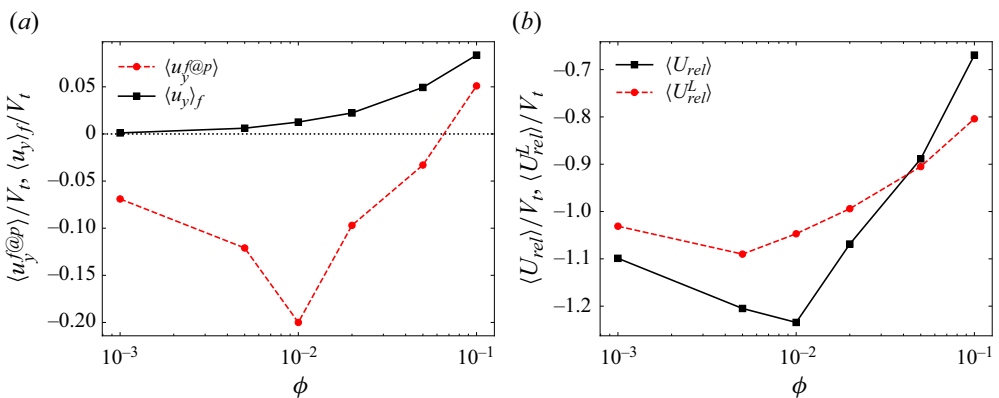 (a)
(b)
⟨u_y^{f@p}⟩
⟨u_y⟩_f
0.05
0
−0.05
−0.10
−0.15
−0.20
⟨u_y^{f@p}⟩/V_t, ⟨u_y⟩_f/V_t
10^{−3}
10^{−2}
10^{−1}
ϕ
⟨U_{rel}⟩
⟨U_{rel}^L⟩
−0.7
−0.8
−0.9
−1.0
−1.1
−1.2
⟨U_{rel}⟩/V_t, ⟨U_{rel}^L⟩/V_t
10^{−3}
10^{−2}
10^{−1}
ϕ